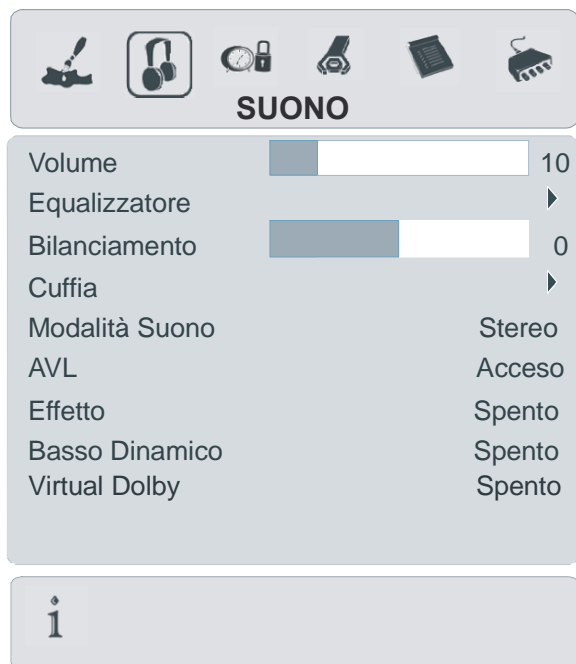 SUONO
Volume 10
Equalizzatore
Bilanciamento 0
Cuffia
Modalità Suono Stereo
AVL Acceso
Effetto Spento
Basso Dinamico Spento
Virtual Dolby Spento
i